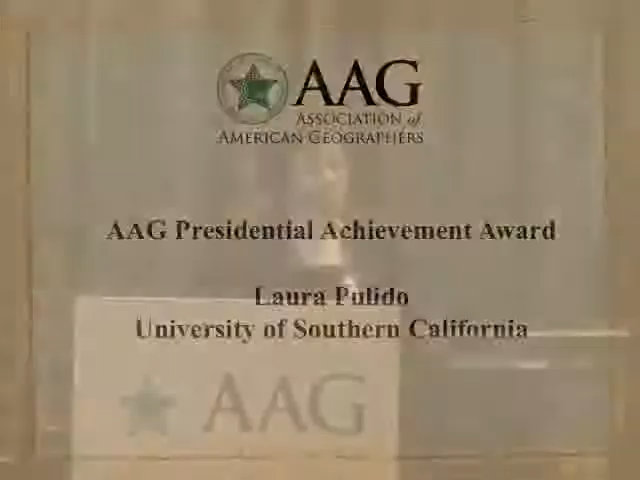 AAG
ASSOCIATION of
AMERICAN GEOGRAPHERS
AAG Presidential Achievement Award
Laura Pulido
University of Southern California
AAG